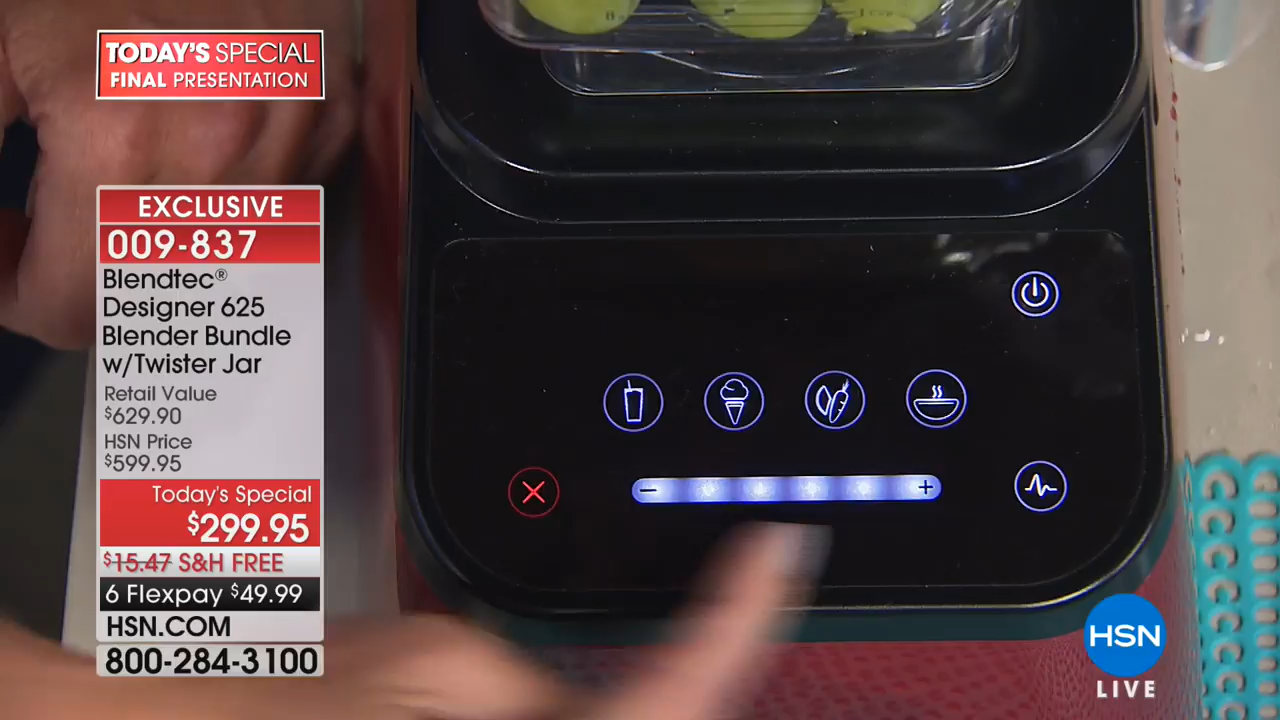 TODAY'S SPECIAL
FINAL PRESENTATION
EXCLUSIVE
009-837
Blendtec®
Designer 625
Blender Bundle
w/Twister Jar
Retail Value
$629.90
HSN Price
$599.95
Today's Special
$299.95
$15.47 S&H FREE
6 Flexpay $49.99
HSN.COM
800-284-3100
- +
HSN
LIVE